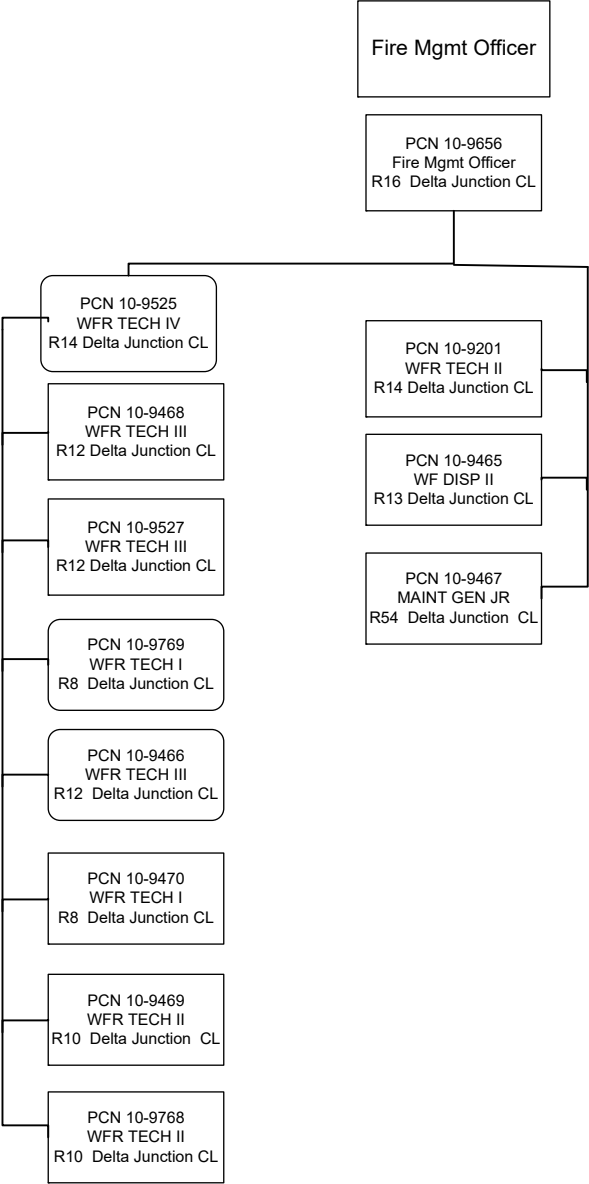 Fire Mgmt Officer
PCN 10-9656
Fire Mgmt Officer
R16 Delta Junction CL
PCN 10-9525
WFR TECH IV
R14 Delta Junction CL
PCN 10-9468
WFR TECH III
R12 Delta Junction CL
PCN 10-9527
WFR TECH III
R12 Delta Junction CL
PCN 10-9769
WFR TECH I
R8 Delta Junction CL
PCN 10-9466
WFR TECH III
R12 Delta Junction CL
PCN 10-9470
WFR TECH I
R8 Delta Junction CL
PCN 10-9469
WFR TECH II
R10 Delta Junction CL
PCN 10-9768
WFR TECH II
R10 Delta Junction CL
PCN 10-9201
WFR TECH II
R14 Delta Junction CL
PCN 10-9465
WF DISP II
R13 Delta Junction CL
PCN 10-9467
MAINT GEN JR
R54 Delta Junction CL